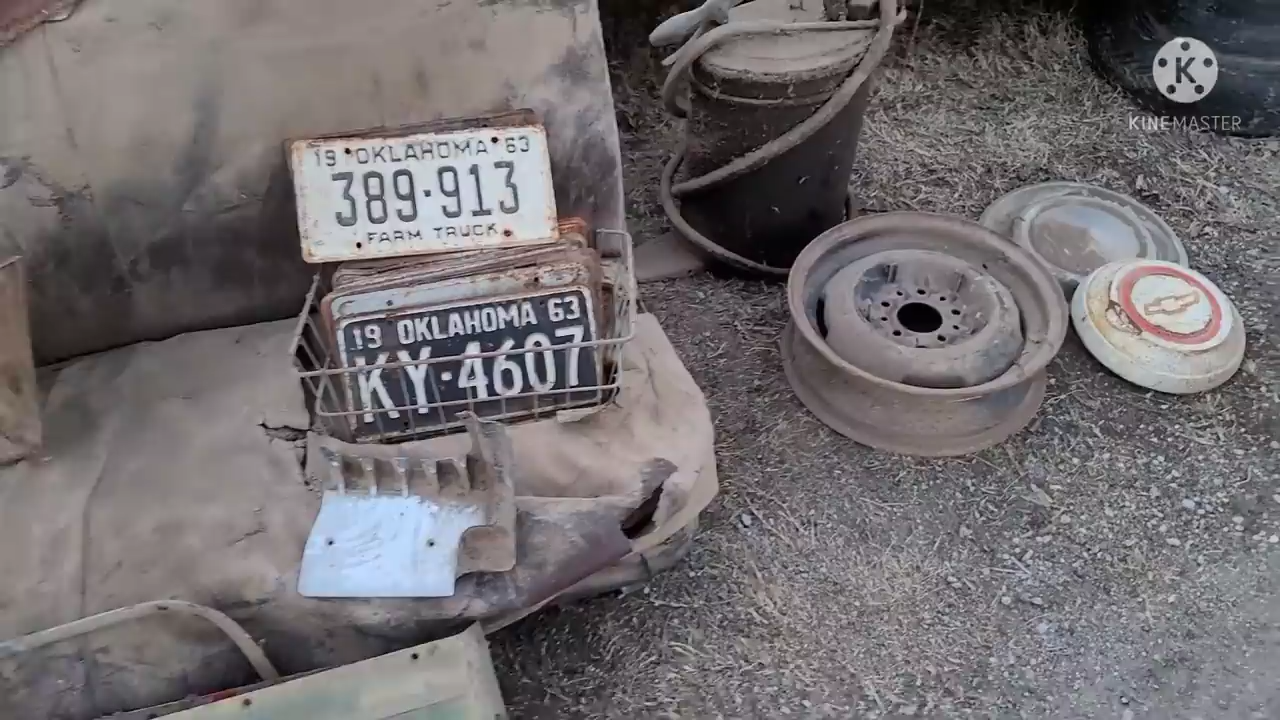 19 OKLAHOMA 63
389·913
FARM TRUCK
19 OKLAHOMA 63
KY·4607
K
KINEMASTER